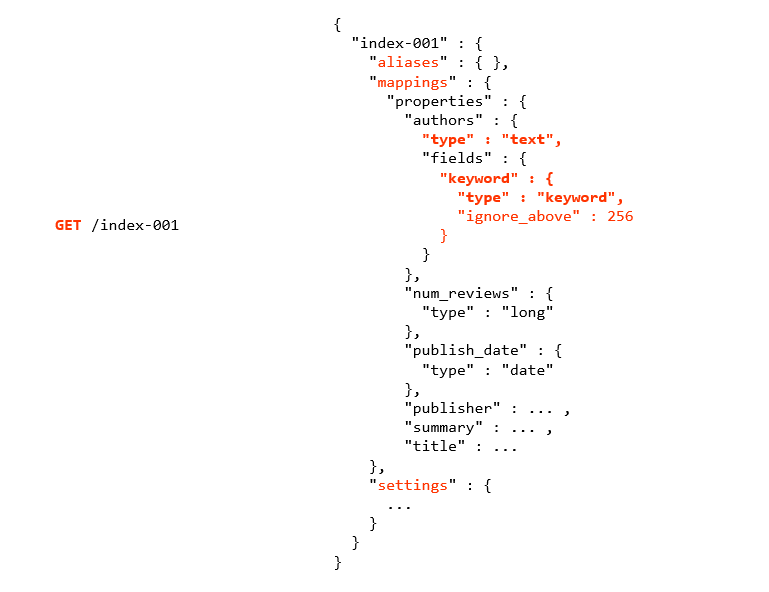 GET /index-001
{
  "index-001" : {
    "aliases" : { },
    "mappings" : {
      "properties" : {
        "authors" : {
          "type" : "text",
          "fields" : {
            "keyword" : {
              "type" : "keyword",
              "ignore_above" : 256
            }
          }
        },
        "num_reviews" : {
          "type" : "long"
        },
        "publish_date" : {
          "type" : "date"
        },
        "publisher" : ... ,
        "summary" : ... ,
        "title" : ...
    },
    "settings" : {
      ...
    }
  }
}